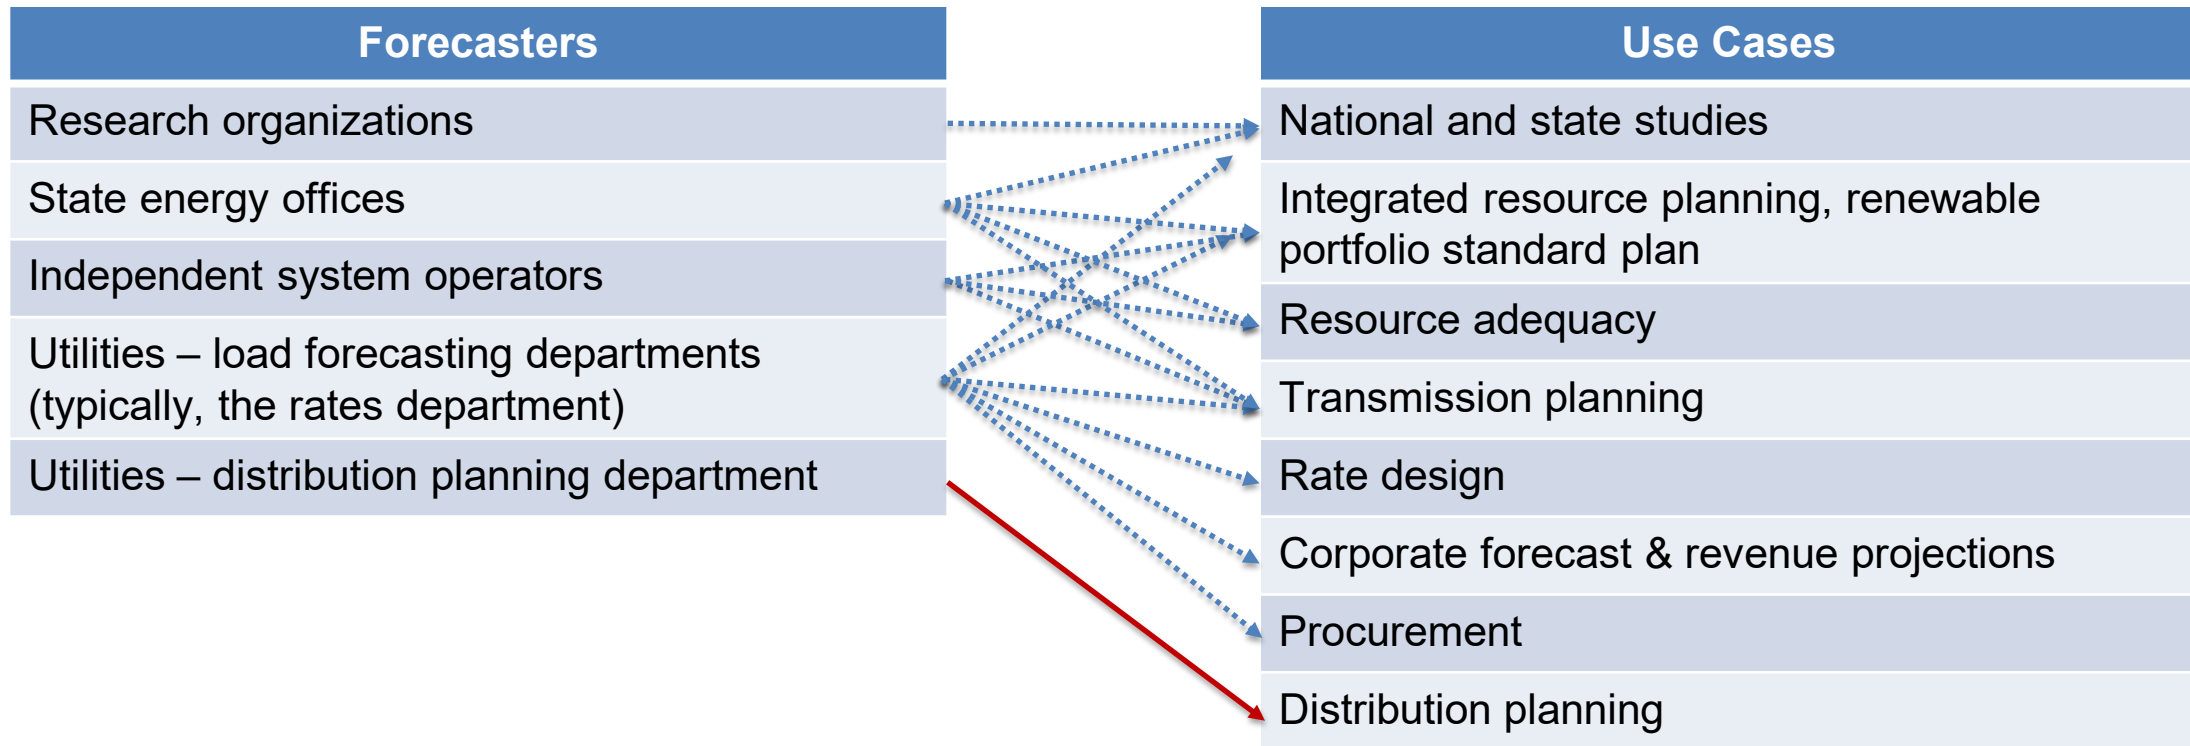 Forecasters
Research organizations
State energy offices
Independent system operators
Utilities – load forecasting departments
(typically, the rates department)
Utilities – distribution planning department
Use Cases
National and state studies
Integrated resource planning, renewable
portfolio standard plan
Resource adequacy
Transmission planning
Rate design
Corporate forecast & revenue projections
Procurement
Distribution planning